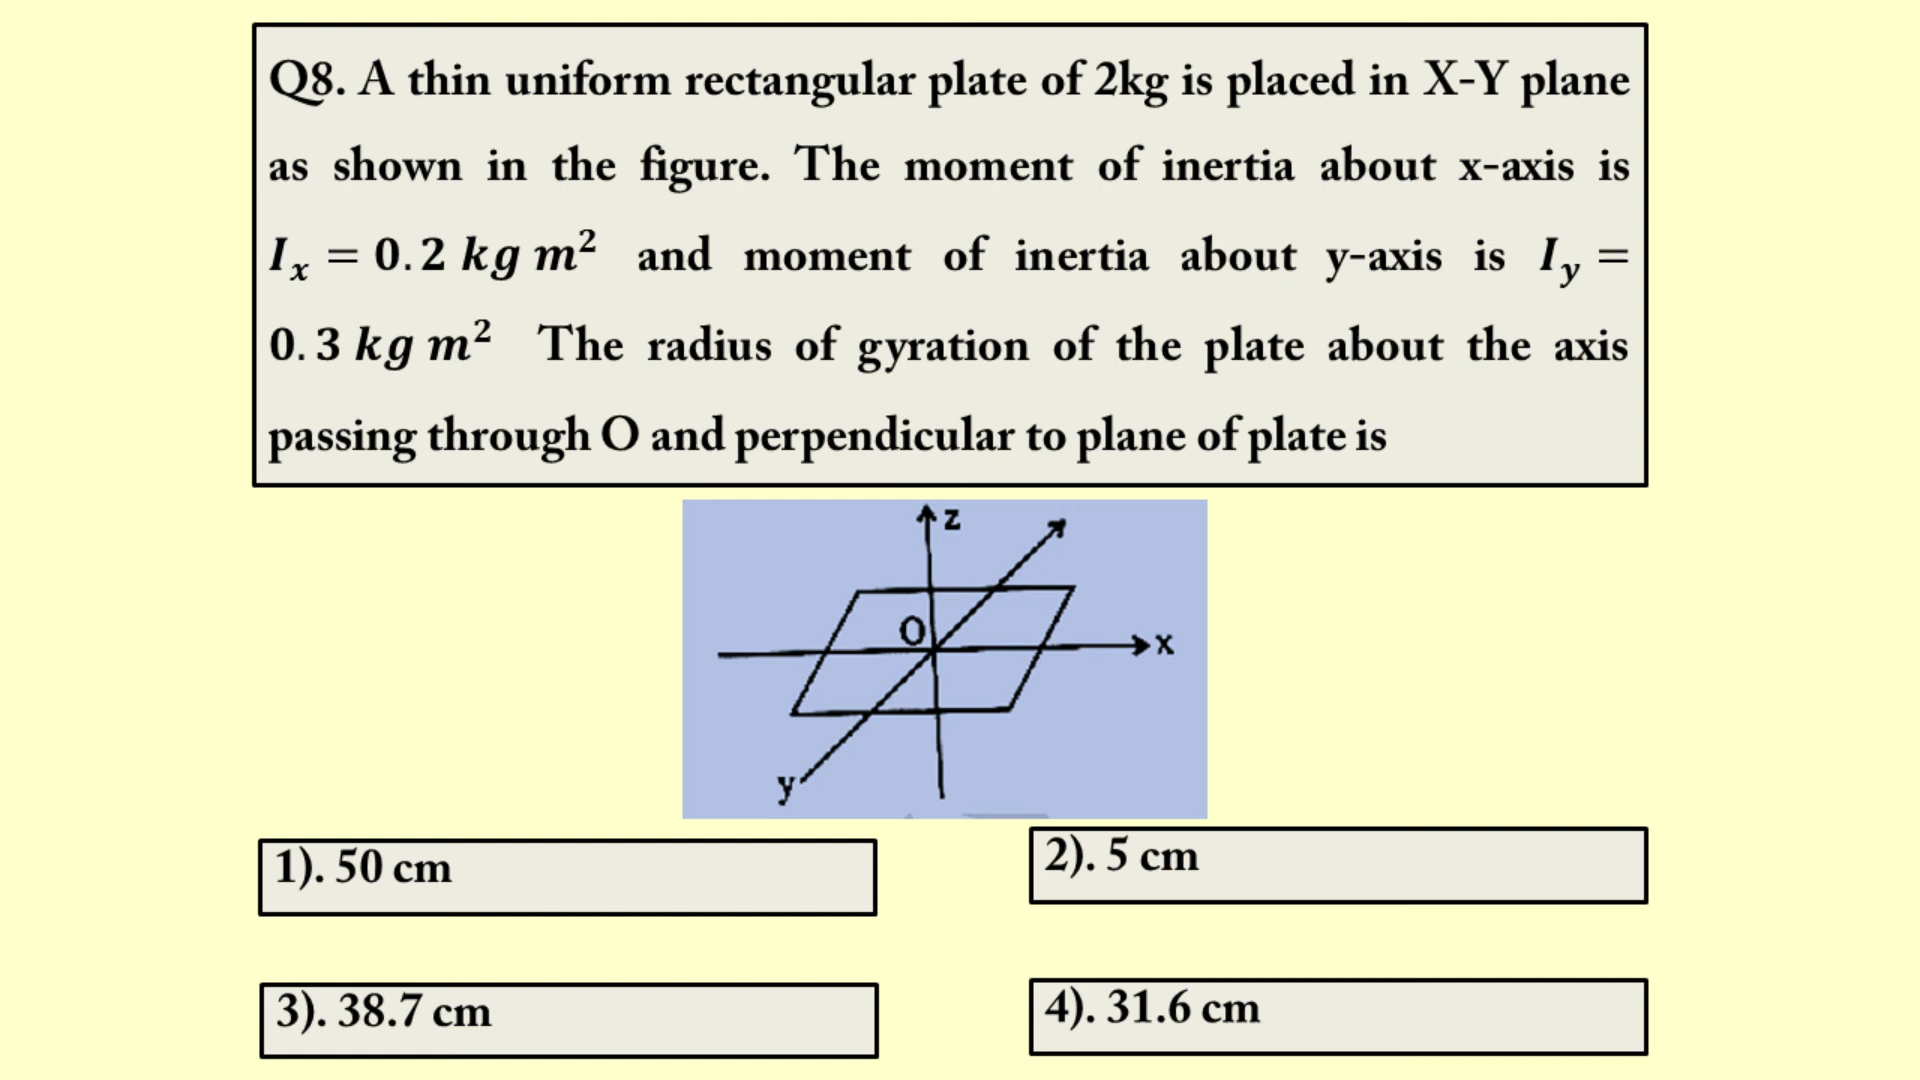 Q8. A thin uniform rectangular plate of 2kg is placed in X-Y plane
as shown in the figure. The moment of inertia about x-axis is
Iₓ = 0.2 kg m² and moment of inertia about y-axis is I_y =
0.3 kg m² The radius of gyration of the plate about the axis
passing through O and perpendicular to plane of plate is
z
O
x
y
1). 50 cm
2). 5 cm
3). 38.7 cm
4). 31.6 cm